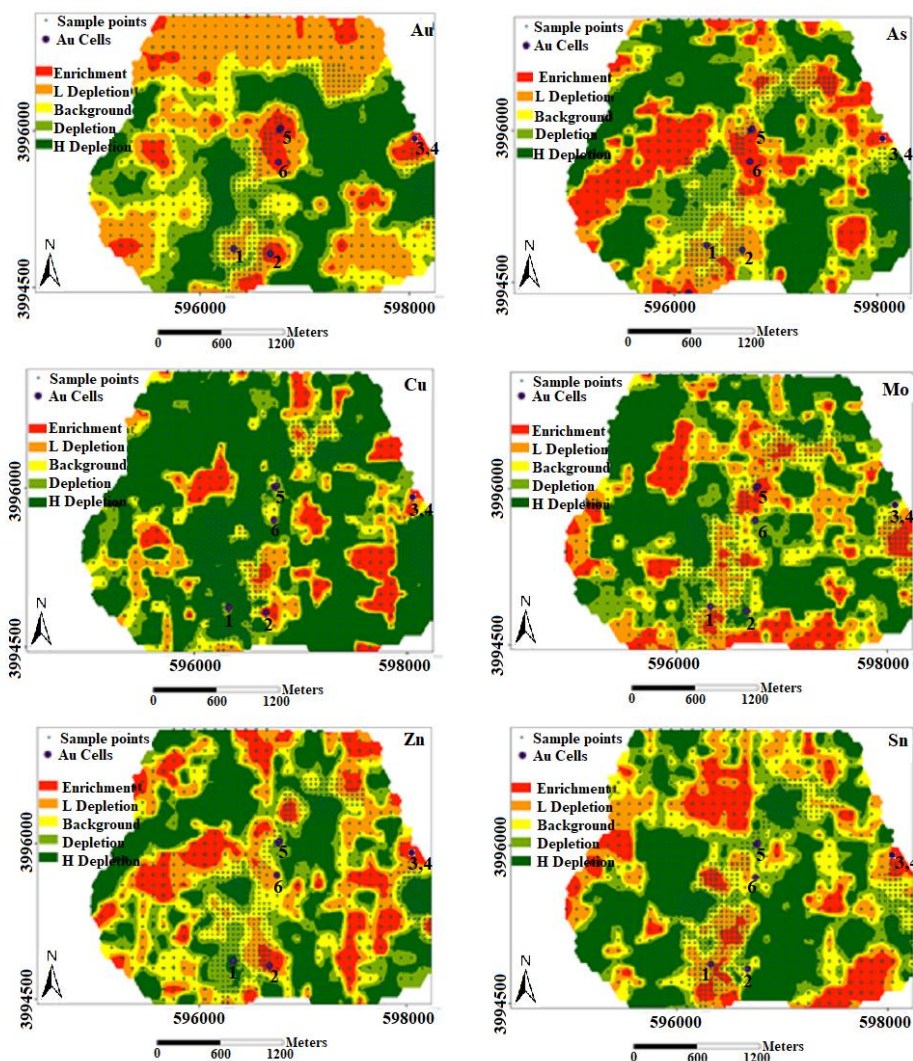 Sample points
Au
Au Cells
Enrichment
L Depletion
Background
Depletion
H Depletion
5
3,4
6
1
2
N
3996000
3994500
596000
598000
Meters
0 600 1200
Sample points
As
Au Cells
Enrichment
L Depletion
Background
Depletion
H Depletion
5
3,4
6
1
2
N
3996000
3994500
596000
598000
Meters
0 600 1200
Sample points
Cu
Au Cells
Enrichment
L Depletion
Background
Depletion
H Depletion
5
3,4
6
1
2
N
3996000
3994500
596000
598000
Meters
0 600 1200
Sample points
Mo
Au Cells
Enrichment
L Depletion
Background
Depletion
H Depletion
5
3,4
6
1
2
N
3996000
3994500
596000
598000
Meters
0 600 1200
Sample points
Zn
Au Cells
Enrichment
L Depletion
Background
Depletion
H Depletion
5
3,4
6
1
2
N
3996000
3994500
596000
598000
Meters
0 600 1200
Sample points
Sn
Au Cells
Enrichment
L Depletion
Background
Depletion
H Depletion
5
3,4
6
1
2
N
3996000
3994500
596000
598000
Meters
0 600 1200